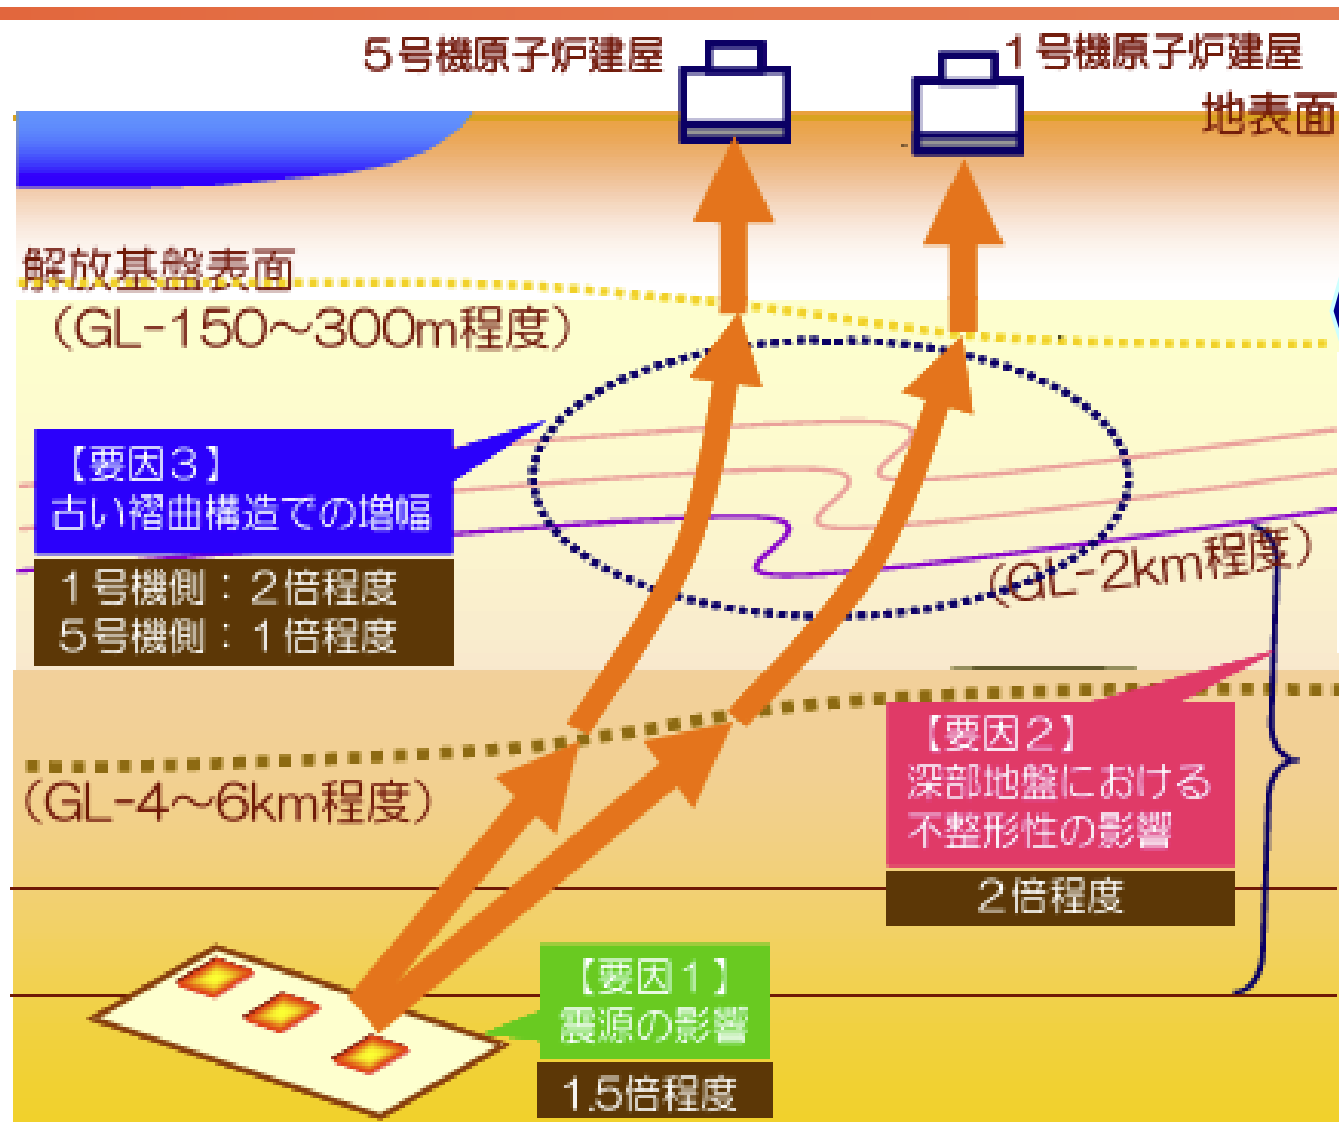 5号機原子炉建屋
1号機原子炉建屋
地表面
解放基盤表面
(GL-150～300m程度)
【要因3】
古い褶曲構造での増幅
1号機側：2倍程度
5号機側：1倍程度
(GL-2km程度)
【要因2】
深部地盤における
不整形性の影響
2倍程度
(GL-4～6km程度)
【要因1】
震源の影響
1.5倍程度